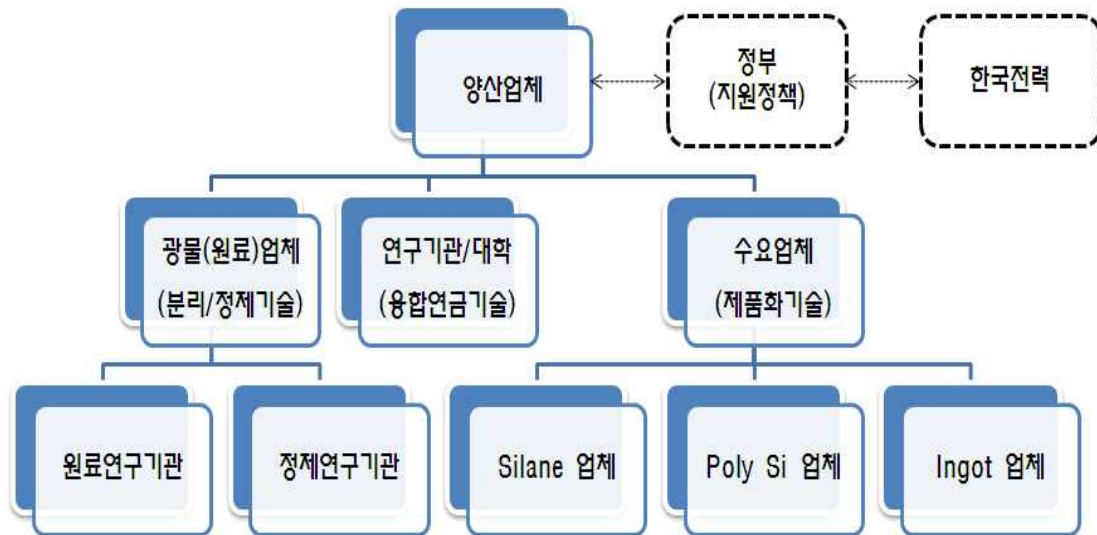 양산업체
정부
(지원정책)
한국전력
광물(원료)업체
(분리/정제기술)
연구기관/대학
(융합연금기술)
수요업체
(제품화기술)
원료연구기관
정제연구기관
Silane 업체
Poly Si 업체
Ingot 업체